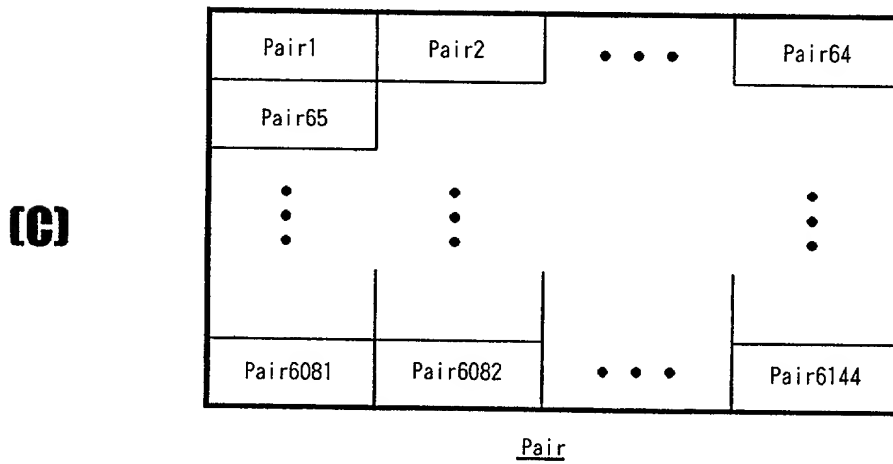 Pair1 Pair2 • • • Pair64
Pair65
(C)
Pair6081 Pair6082 • • • Pair6144
Pair